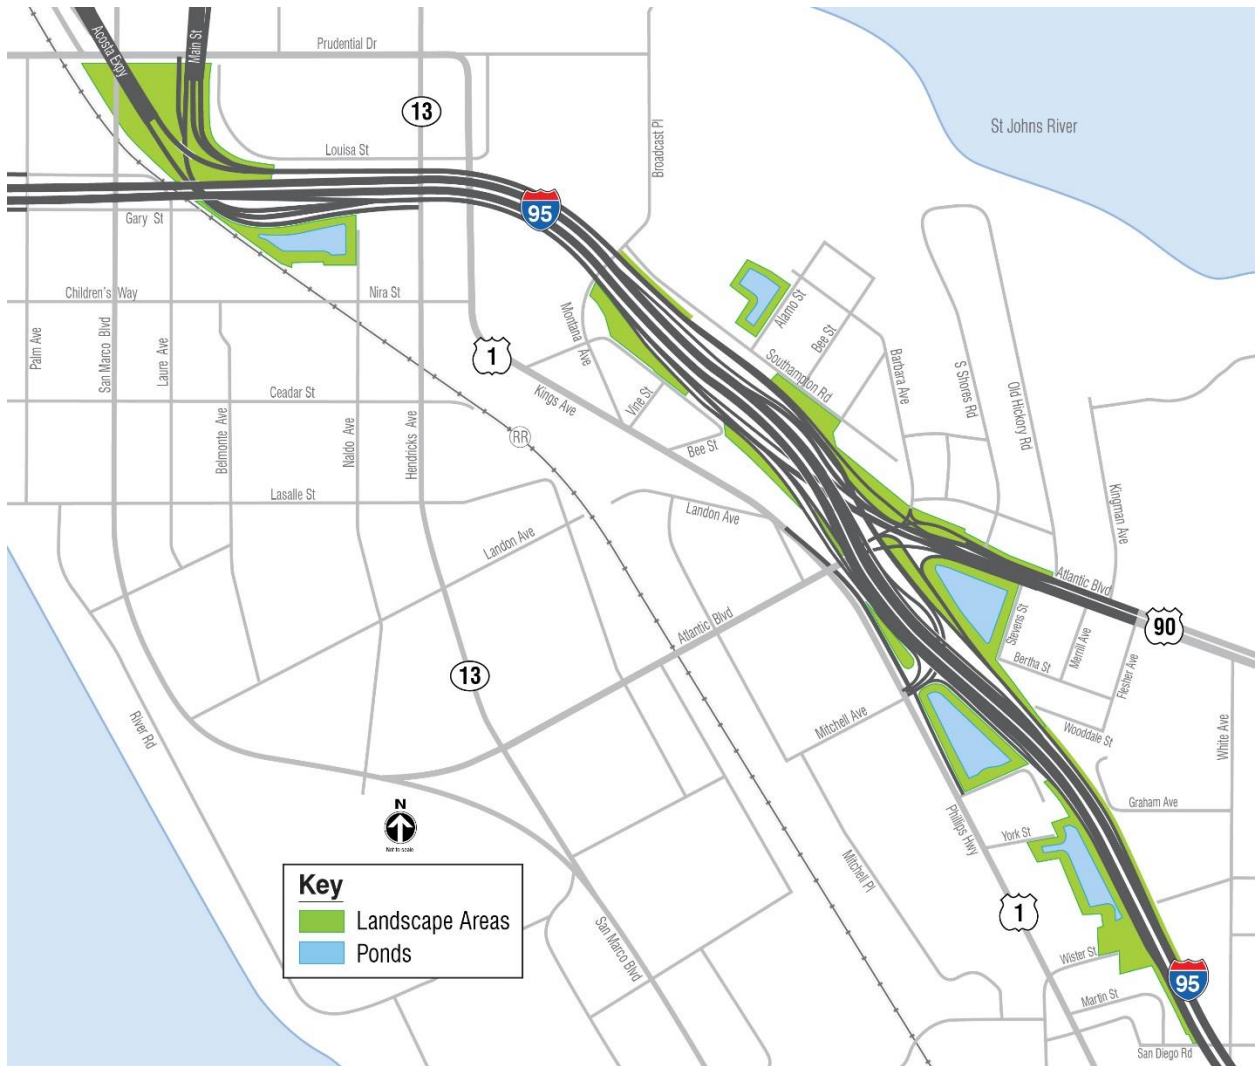 Acosta Expy
Main St
Prudential Dr
13
Louisa St
Broadcast Pl
St Johns River
95
Gary St
Children's Way
Nira St
Palm Ave
San Marco Blvd
Laure Ave
Montana Ave
Alamo St
Bee St
Southampton Rd
Barbara Ave
S Shores Rd
Old Hickory Rd
1
Kings Ave
Vine St
Bee St
Ceadar St
Belmonte Ave
Naldo Ave
Hendricks Ave
RR
Lasalle St
Landon Ave
Landon Ave
Kingman Ave
Atlantic Blvd
90
Atlantic Blvd
Stevens St
Merrill Ave
Bertha St
Flesher Ave
13
River Rd
Mitchell Ave
Wooddale St
White Ave
Graham Ave
N
Not to scale
Phillips Hwy
York St
Mitchell Pl
Key
Landscape Areas
Ponds
San Marco Blvd
1
Wister St
95
Martin St
San Diego Rd